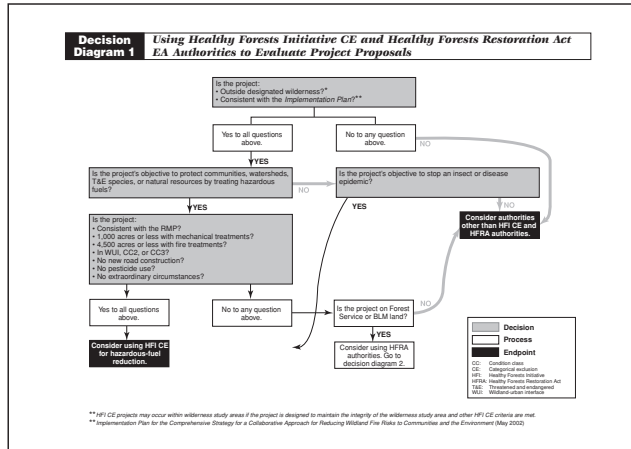 Decision
Diagram 1
Using Healthy Forests Initiative CE and Healthy Forests Restoration Act
EA Authorities to Evaluate Project Proposals
Is the project:
• Outside designated wilderness?*
• Consistent with the Implementation Plan?**
Yes to all questions
above.
No to any question
above.
NO
YES
Is the project's objective to protect communities, watersheds,
T&E species, or natural resources by treating hazardous
fuels?
NO
Is the project's objective to stop an insect or disease
epidemic?
YES
YES
NO
Is the project:
• Consistent with the RMP?
• 1,000 acres or less with mechanical treatments?
• 4,500 acres or less with fire treatments?
• In WUI, CC2, or CC3?
• No new road construction?
• No pesticide use?
• No extraordinary circumstances?
Consider authorities
other than HFI CE and
HFRA authorities.
Yes to all questions
above.
No to any question
above.
Is the project on Forest
Service or BLM land?
NO
YES
Consider using HFI CE
for hazardous-fuel
reduction.
Consider using HFRA
authorities. Go to
decision diagram 2.
Decision
Process
Endpoint
CC: Condition class
CE: Categorical exclusion
HFI: Healthy Forests Initiative
HFRA: Healthy Forests Restoration Act
T&E: Threatened and endangered
WUI: Wildland-urban interface
** HFI CE projects may occur within wilderness study areas if the project is designed to maintain the integrity of the wilderness study area and other HFI CE criteria are met.
** Implementation Plan for the Comprehensive Strategy for a Collaborative Approach for Reducing Wildland Fire Risks to Communities and the Environment (May 2002)